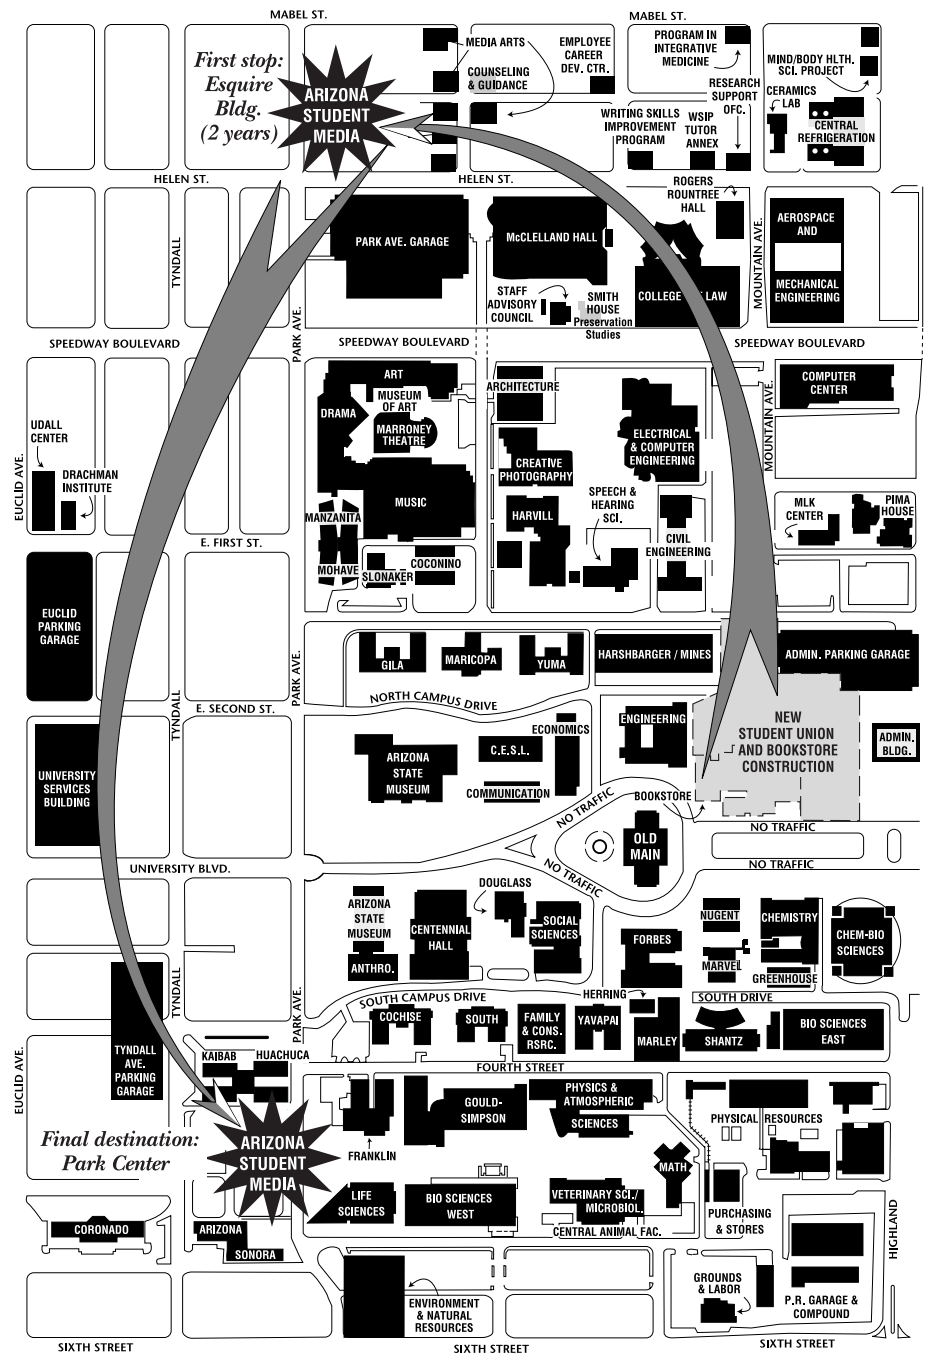 MABEL ST.
MABEL ST.
First stop:
Esquire
Bldg.
(2 years)
ARIZONA
STUDENT
MEDIA
MEDIA ARTS
COUNSELING
& GUIDANCE
EMPLOYEE
CAREER
DEV. CTR.
PROGRAM IN
INTEGRATIVE
MEDICINE
MIND/BODY HLTH.
SCI. PROJECT
RESEARCH
SUPPORT
OFC.
CERAMICS
LAB
CENTRAL
REFRIGERATION
WRITING SKILLS
IMPROVEMENT
PROGRAM
WSIP
TUTOR
ANNEX
HELEN ST.
HELEN ST.
ROGERS
ROUNTREE
HALL
TYNDALL
PARK AVE. GARAGE
McCLELLAND HALL
AEROSPACE
AND
MECHANICAL
ENGINEERING
MOUNTAIN AVE.
STAFF
ADVISORY
COUNCIL
SMITH
HOUSE
Preservation
Studies
COLLEGE LAW
PARK AVE.
SPEEDWAY BOULEVARD
SPEEDWAY BOULEVARD
SPEEDWAY BOULEVARD
ART
MUSEUM
OF ART
DRAMA
MARRONEY
THEATRE
ARCHITECTURE
COMPUTER
CENTER
MOUNTAIN AVE.
UDALL
CENTER
EUCLID AVE.
DRACHMAN
INSTITUTE
ELECTRICAL
& COMPUTER
ENGINEERING
CREATIVE
PHOTOGRAPHY
MUSIC
HARVILL
SPEECH &
HEARING
SCI.
MLK
CENTER
PIMA
HOUSE
MANZANITA
E. FIRST ST.
MOHAVE
SLONAKER
COCONINO
CIVIL
ENGINEERING
EUCLID
PARKING
GARAGE
PARK AVE.
GILA
MARICOPA
YUMA
HARSHBARGER / MINES
ADMIN. PARKING GARAGE
TYNDALL
E. SECOND ST.
NORTH CAMPUS DRIVE
ECONOMICS
ENGINEERING
NEW
STUDENT UNION
AND BOOKSTORE
CONSTRUCTION
ADMIN.
BLDG.
ARIZONA
STATE
MUSEUM
C.E.S.L.
COMMUNICATION
UNIVERSITY
SERVICES
BUILDING
BOOKSTORE
NO TRAFFIC
OLD
MAIN
NO TRAFFIC
NO TRAFFIC
NO TRAFFIC
UNIVERSITY BLVD.
DOUGLASS
ARIZONA
STATE
MUSEUM
ANTHRO.
CENTENNIAL
HALL
SOCIAL
SCIENCES
FORBES
NUGENT
CHEMISTRY
MARVEL
GREENHOUSE
CHEM-BIO
SCIENCES
TYNDALL
PARK AVE.
SOUTH CAMPUS DRIVE
HERRING
SOUTH DRIVE
COCHISE
SOUTH
FAMILY
& CONS.
RSRC.
YAVAPAI
MARLEY
SHANTZ
BIO SCIENCES
EAST
EUCLID AVE.
TYNDALL
AVE.
PARKING
GARAGE
KAIBAB
HUACHUCA
FOURTH STREET
Final destination:
Park Center
ARIZONA
STUDENT
MEDIA
FRANKLIN
GOULD-
SIMPSON
PHYSICS &
ATMOSPHERIC
SCIENCES
PHYSICAL RESOURCES
MATH
LIFE
SCIENCES
BIO SCIENCES
WEST
VETERINARY SCI./
MICROBIOL.
CENTRAL ANIMAL FAC.
PURCHASING
& STORES
HIGHLAND
CORONADO
ARIZONA
SONORA
ENVIRONMENT
& NATURAL
RESOURCES
GROUNDS
& LABOR
P.R. GARAGE &
COMPOUND
SIXTH STREET
SIXTH STREET
SIXTH STREET